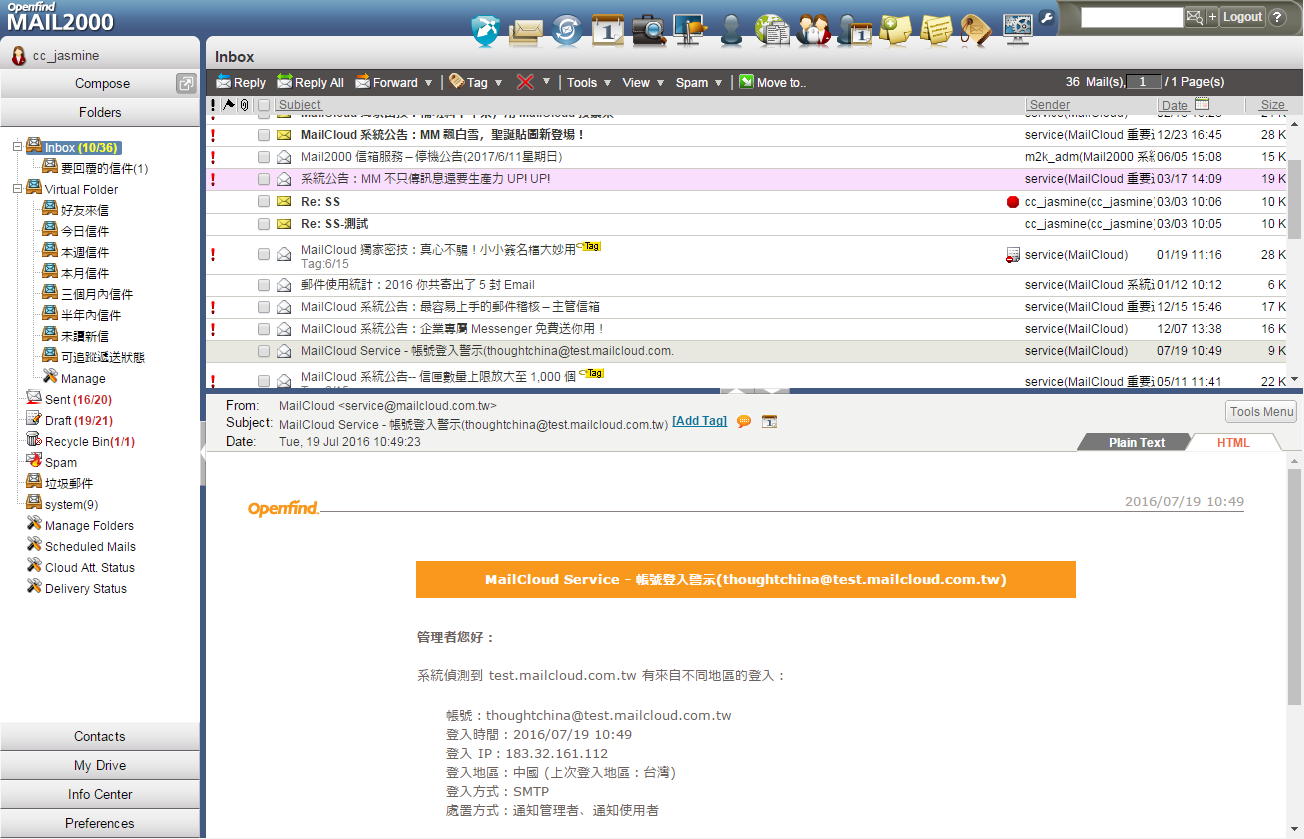 Openfind
MAIL2000
1
1
Logout
?
cc_jasmine
Compose
Folders
Inbox (10/36)
要回覆的信件(1)
Virtual Folder
好友來信
今日信件
本週信件
本月信件
三個月內信件
半年內信件
未讀新信
可追蹤遞送狀態
Manage
Sent (16/20)
Draft (19/21)
Recycle Bin(1/1)
Spam
垃圾郵件
system(9)
Manage Folders
Scheduled Mails
Cloud Att. Status
Delivery Status
Contacts
My Drive
Info Center
Preferences
Inbox
Reply Reply All Forward Tag Tools View Spam Move to.. 36 Mail(s), 1 / 1 Page(s)
Subject Sender Date Size
MailCloud 系統公告：MM 飄白雪，聖誕貼圖新登場！ service(MailCloud 重要 12/23 16:45 28 K
Mail2000 信箱服務 – 停機公告(2017/6/11星期日) m2k_adm(Mail2000 系 06/05 15:08 15 K
系統公告：MM 不只傳訊息還要生產力 UP! UP! service(MailCloud 重要 03/17 14:09 19 K
Re: SS cc_jasmine(cc_jasmine) 03/03 10:06 10 K
Re: SS-測試 cc_jasmine(cc_jasmine) 03/03 10:05 10 K
MailCloud 獨家密技：真心不騙！小小簽名檔大妙用 Tag service(MailCloud) 01/19 11:16 28 K
Tag:6/15
郵件使用統計：2016 你共寄出了 5 封 Email service(MailCloud 系統 01/12 10:12 6 K
MailCloud 系統公告：最容易上手的郵件稽核 – 主管信箱 service(MailCloud 重要 12/15 15:46 17 K
MailCloud 系統公告：企業專屬 Messenger 免費送你用！ service(MailCloud) 12/07 13:38 16 K
MailCloud Service - 帳號登入警示(thoughtchina@test.mailcloud.com. service(MailCloud) 07/19 10:49 9 K
MailCloud 系統公告-- 信匣數量上限放大至 1,000 個 Tag service(MailCloud 重要 05/11 11:41 22 K
From: MailCloud <service@mailcloud.com.tw>
Subject: MailCloud Service - 帳號登入警示(thoughtchina@test.mailcloud.com.tw) [Add Tag]
Date: Tue, 19 Jul 2016 10:49:23
Tools Menu
Plain Text HTML
Openfind
2016/07/19 10:49
MailCloud Service - 帳號登入警示(thoughtchina@test.mailcloud.com.tw)
管理者您好：
系統偵測到 test.mailcloud.com.tw 有來自不同地區的登入：
帳號：thoughtchina@test.mailcloud.com.tw
登入時間：2016/07/19 10:49
登入 IP：183.32.161.112
登入地區：中國 (上次登入地區：台灣)
登入方式：SMTP
處置方式：通知管理者、通知使用者